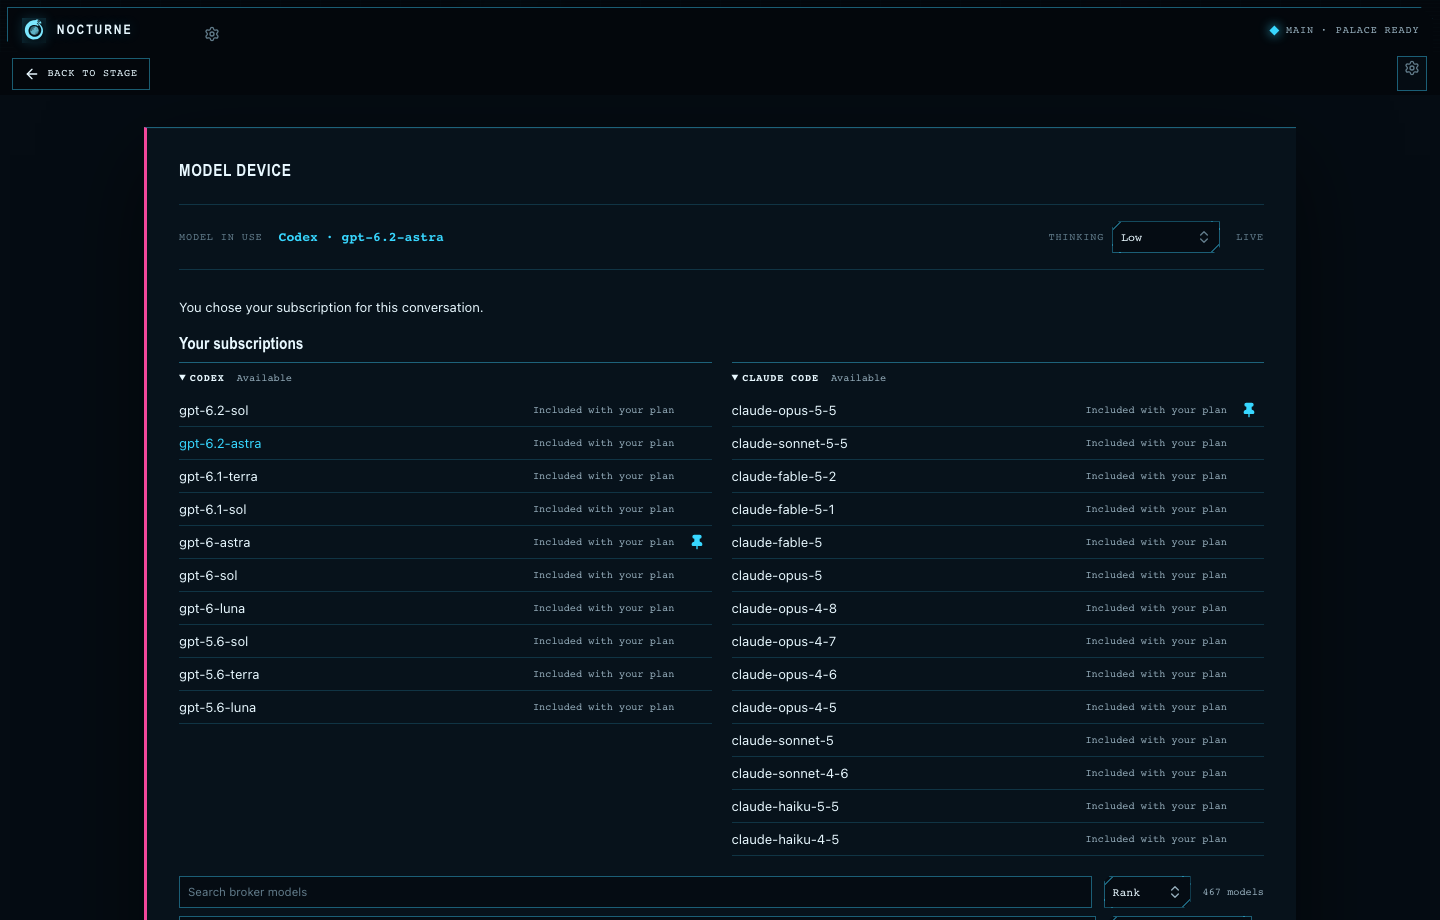 NOCTURNE
MAIN · PALACE READY
BACK TO STAGE
MODEL DEVICE
MODEL IN USE Codex · gpt-6.2-astra THINKING Low LIVE
You chose your subscription for this conversation.
Your subscriptions
CODEX Available
gpt-6.2-sol Included with your plan
gpt-6.2-astra Included with your plan
gpt-6.1-terra Included with your plan
gpt-6.1-sol Included with your plan
gpt-6-astra Included with your plan
gpt-6-sol Included with your plan
gpt-6-luna Included with your plan
gpt-5.6-sol Included with your plan
gpt-5.6-terra Included with your plan
gpt-5.6-luna Included with your plan
CLAUDE CODE Available
claude-opus-5-5 Included with your plan
claude-sonnet-5-5 Included with your plan
claude-fable-5-2 Included with your plan
claude-fable-5-1 Included with your plan
claude-fable-5 Included with your plan
claude-opus-5 Included with your plan
claude-opus-4-8 Included with your plan
claude-opus-4-7 Included with your plan
claude-opus-4-6 Included with your plan
claude-opus-4-5 Included with your plan
claude-sonnet-5 Included with your plan
claude-sonnet-4-6 Included with your plan
claude-haiku-5-5 Included with your plan
claude-haiku-4-5 Included with your plan
Search broker models Rank 467 models